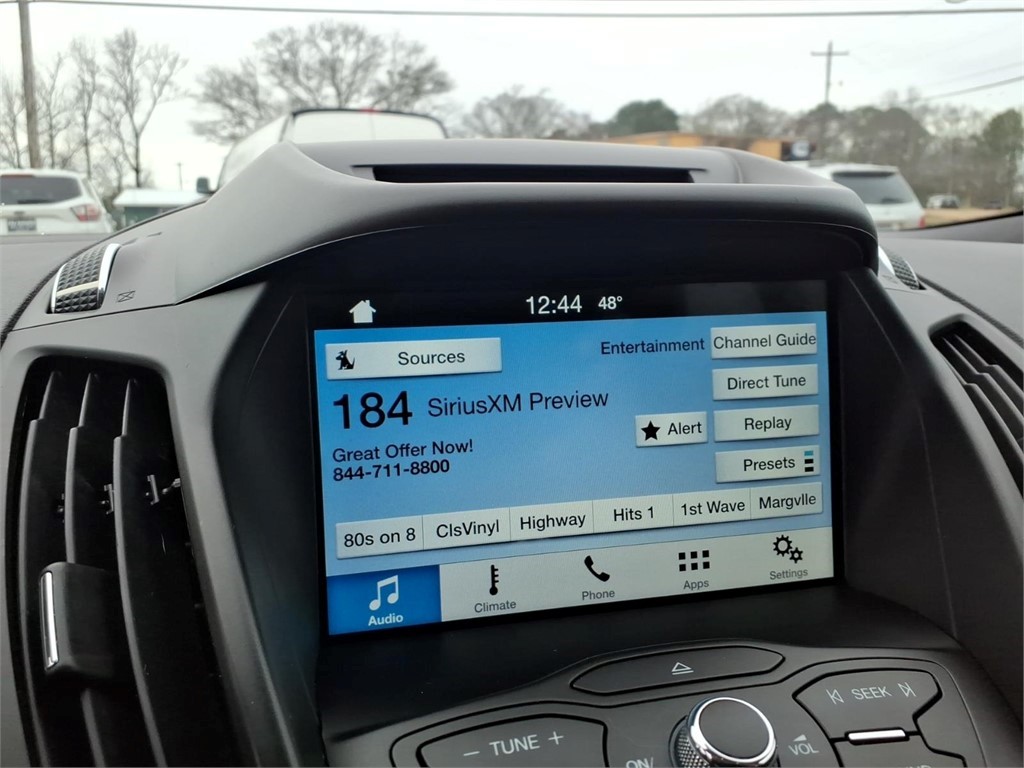 12:44 48°
Sources
Entertainment
Channel Guide
184 SiriusXM Preview
Direct Tune
Great Offer Now!
844-711-8800
Alert
Replay
Presets
80s on 8 ClsVinyl Highway Hits 1 1st Wave Margvlle
Audio Climate Phone Apps Settings
SEEK
− TUNE +
ON/
VOL